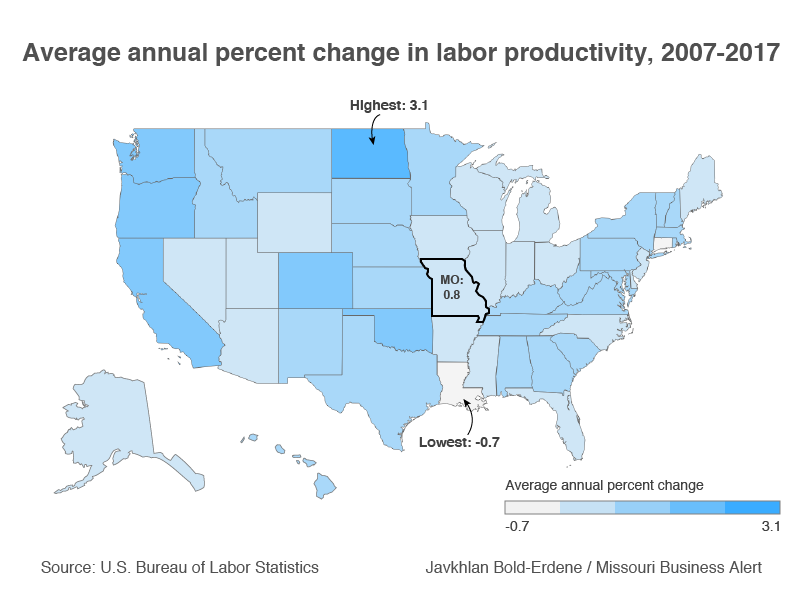 Average annual percent change in labor productivity, 2007-2017
Highest: 3.1
MO:
0.8
Lowest: -0.7
Average annual percent change
-0.7 3.1
Source: U.S. Bureau of Labor Statistics
Javkhlan Bold-Erdene / Missouri Business Alert